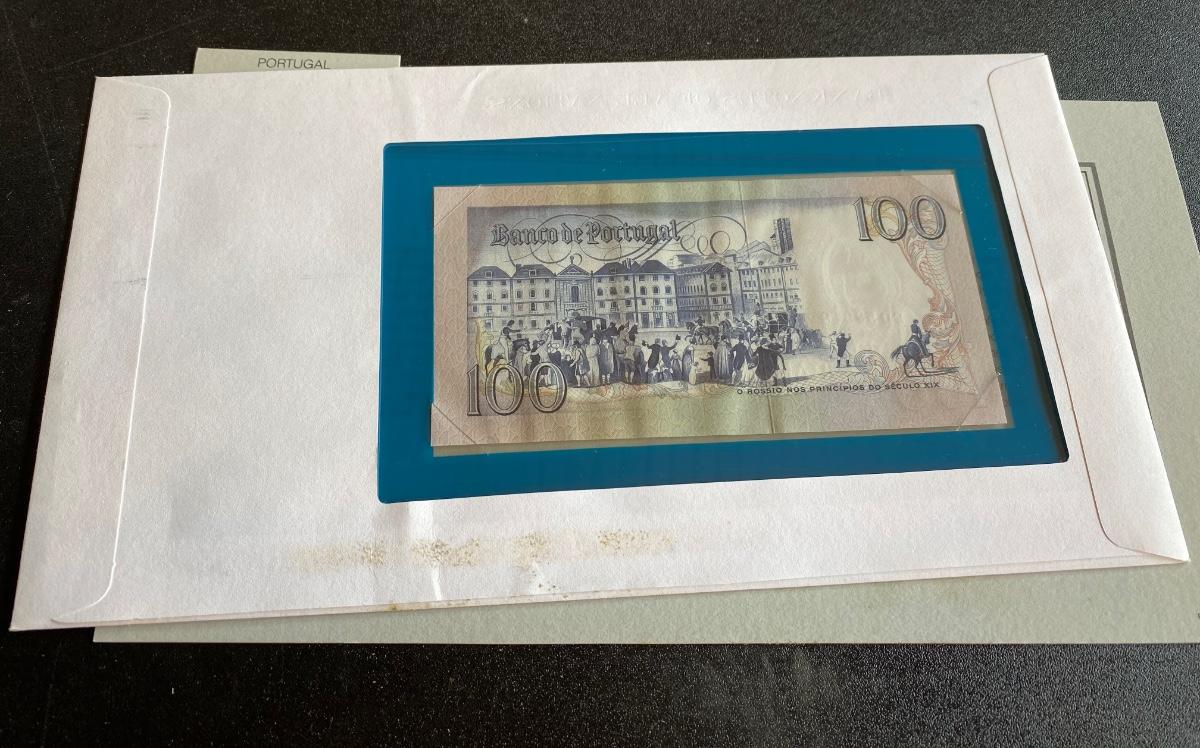 PORTUGAL
Banco de Portugal
100
100
O ROSSIO NOS PRINCÍPIOS DO SÉCULO XIX